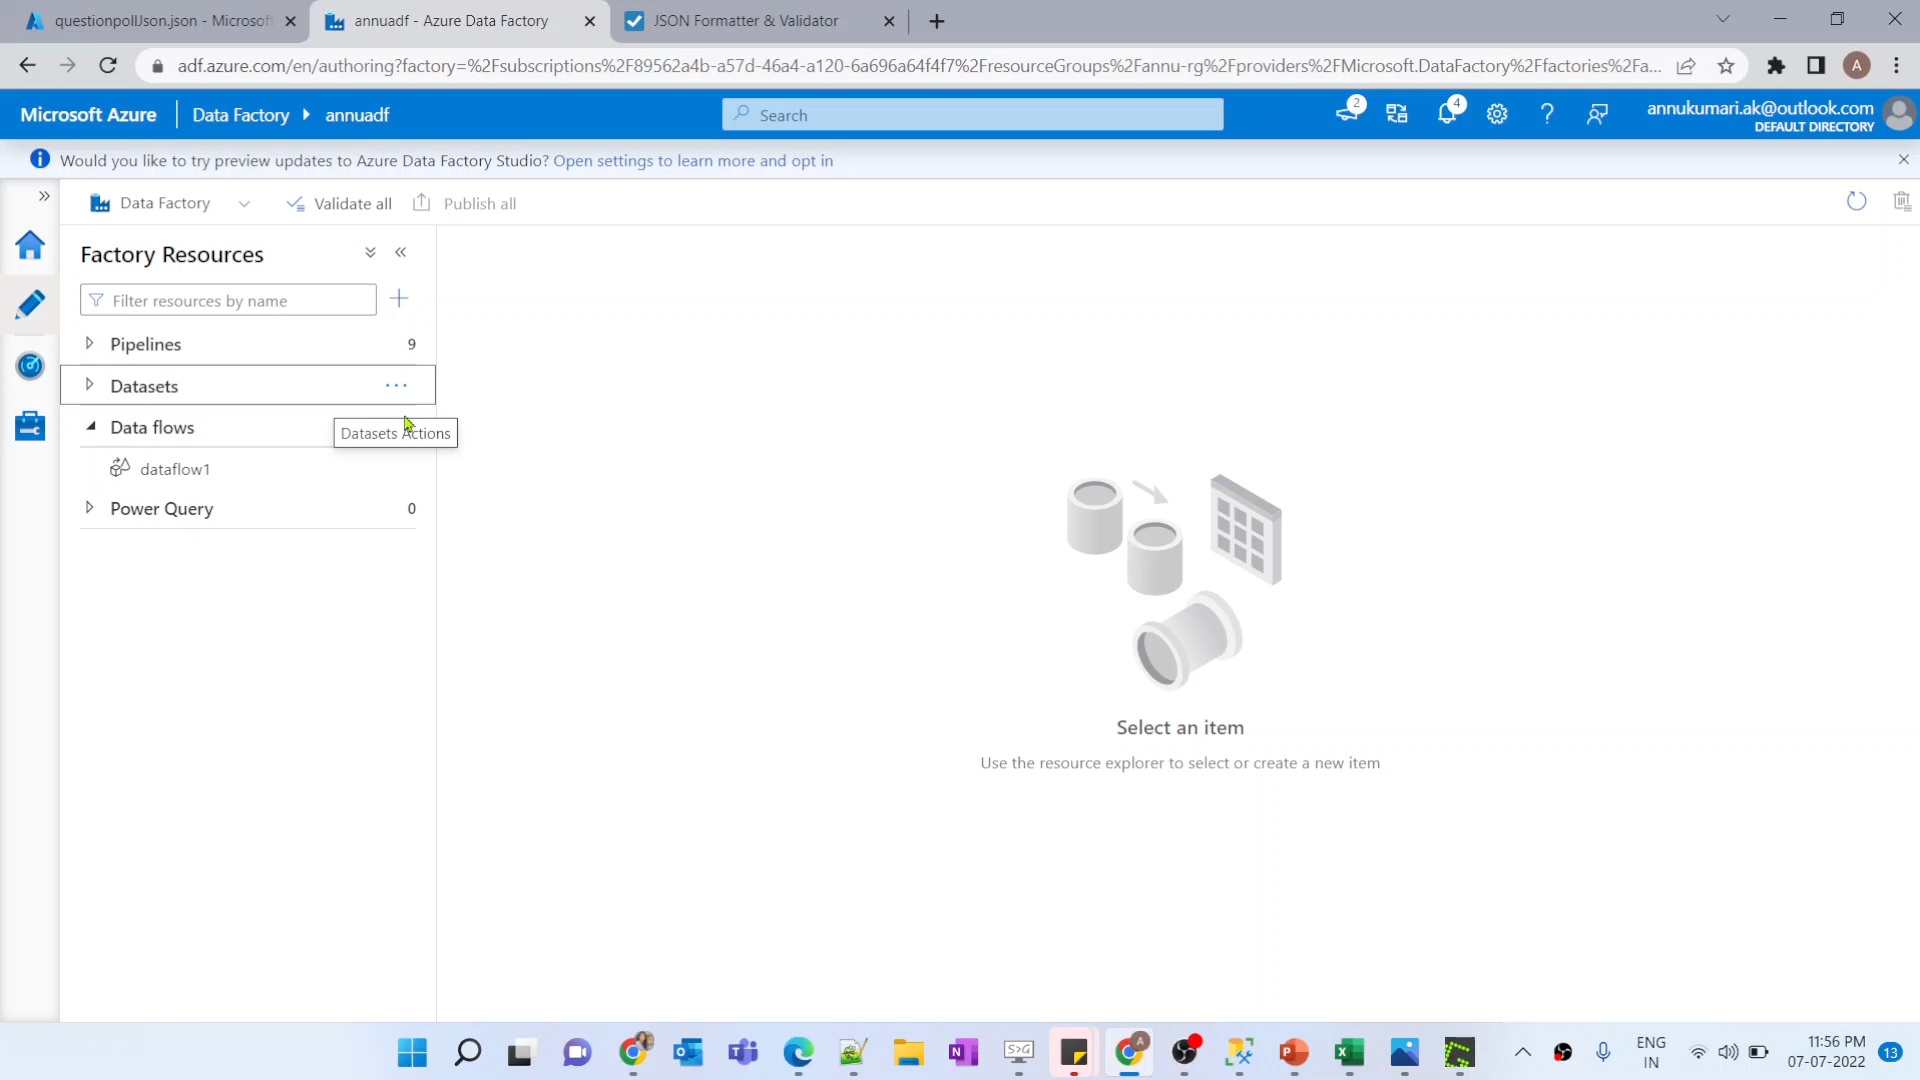 questionpollJson.json - Microsoft
annuadf - Azure Data Factory
JSON Formatter & Validator
adf.azure.com/en/authoring?factory=%2Fsubscriptions%2F89562a4b-a57d-46a4-a120-6a696a64f4f7%2FresourceGroups%2Fannu-rg%2Fproviders%2FMicrosoft.DataFactory%2Ffactories%2Fa...
A
Microsoft Azure
Data Factory
annuadf
Search
2
4
annukumari.ak@outlook.com
DEFAULT DIRECTORY
Would you like to try preview updates to Azure Data Factory Studio? Open settings to learn more and opt in
Data Factory
Validate all
Publish all
Factory Resources
Filter resources by name
Pipelines 9
Datasets
Data flows
Datasets Actions
dataflow1
Power Query 0
Select an item
Use the resource explorer to select or create a new item
S>G
A
ENG
IN
11:56 PM
07-07-2022
13